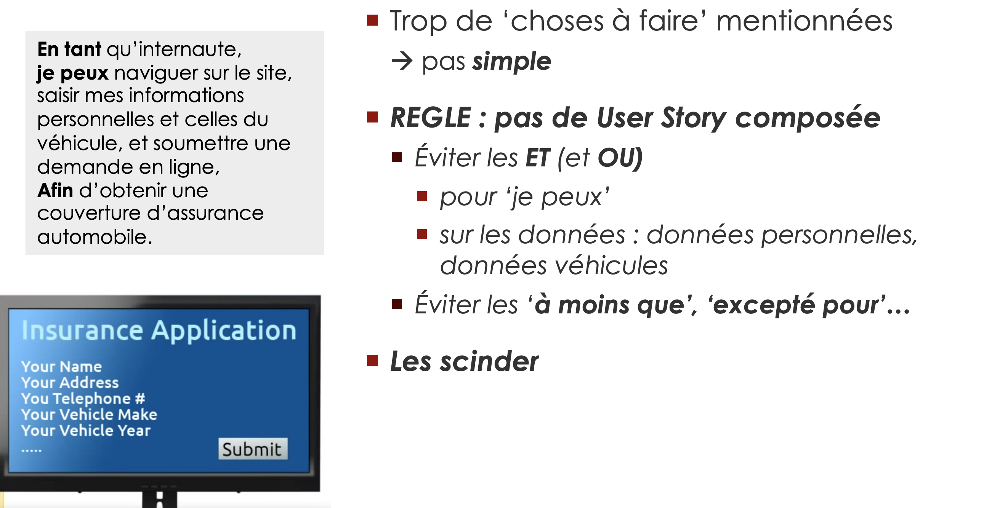 En tant qu’internaute,
je peux naviguer sur le site,
saisir mes informations
personnelles et celles du
véhicule, et soumettre une
demande en ligne,
Afin d’obtenir une
couverture d’assurance
automobile.
Insurance Application
Your Name
Your Address
You Telephone #
Your Vehicle Make
Your Vehicle Year
.....
Submit
Trop de ‘choses à faire’ mentionnées
→ pas simple
REGLE : pas de User Story composée
Éviter les ET (et OU)
pour ‘je peux’
sur les données : données personnelles,
données véhicules
Éviter les ‘à moins que’, ‘excepté pour’...
Les scinder